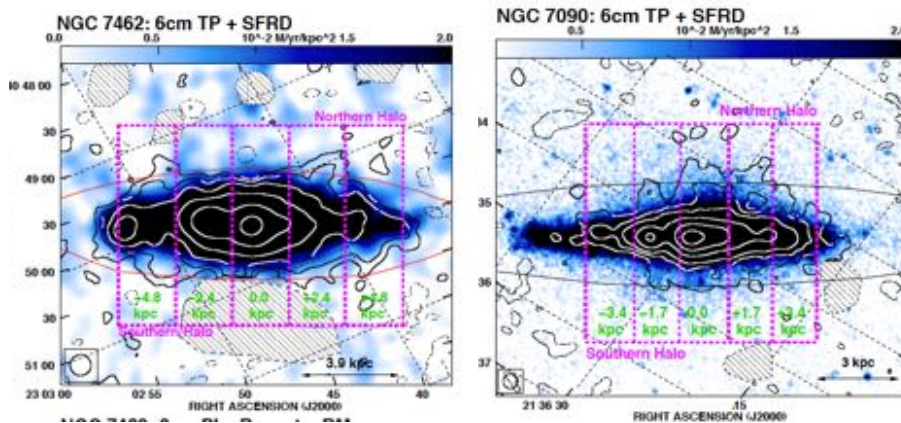 NGC 7462: 6cm TP + SFRD
0.0 0.5 10^-2 M/yr/kpc^2 1.5 2.0
40 48 00
30
49 00
30
50 00
30
51 00
Northern Halo
−4.8 kpc
−2.4 kpc
0.0 kpc
+2.4 kpc
+4.8 kpc
Southern Halo
3.9 kpc
23 03 00 02 55 50 45 40
RIGHT ASCENSION (J2000)
NGC 7090: 6cm TP + SFRD
0.5 10^-2 M/yr/kpc^2 1.5 2.
34
35
36
37
Northern Halo
−3.4 kpc
−1.7 kpc
0.0 kpc
+1.7 kpc
+3.4 kpc
Southern Halo
3 kpc
21 36 30 15
RIGHT ASCENSION (J2000)